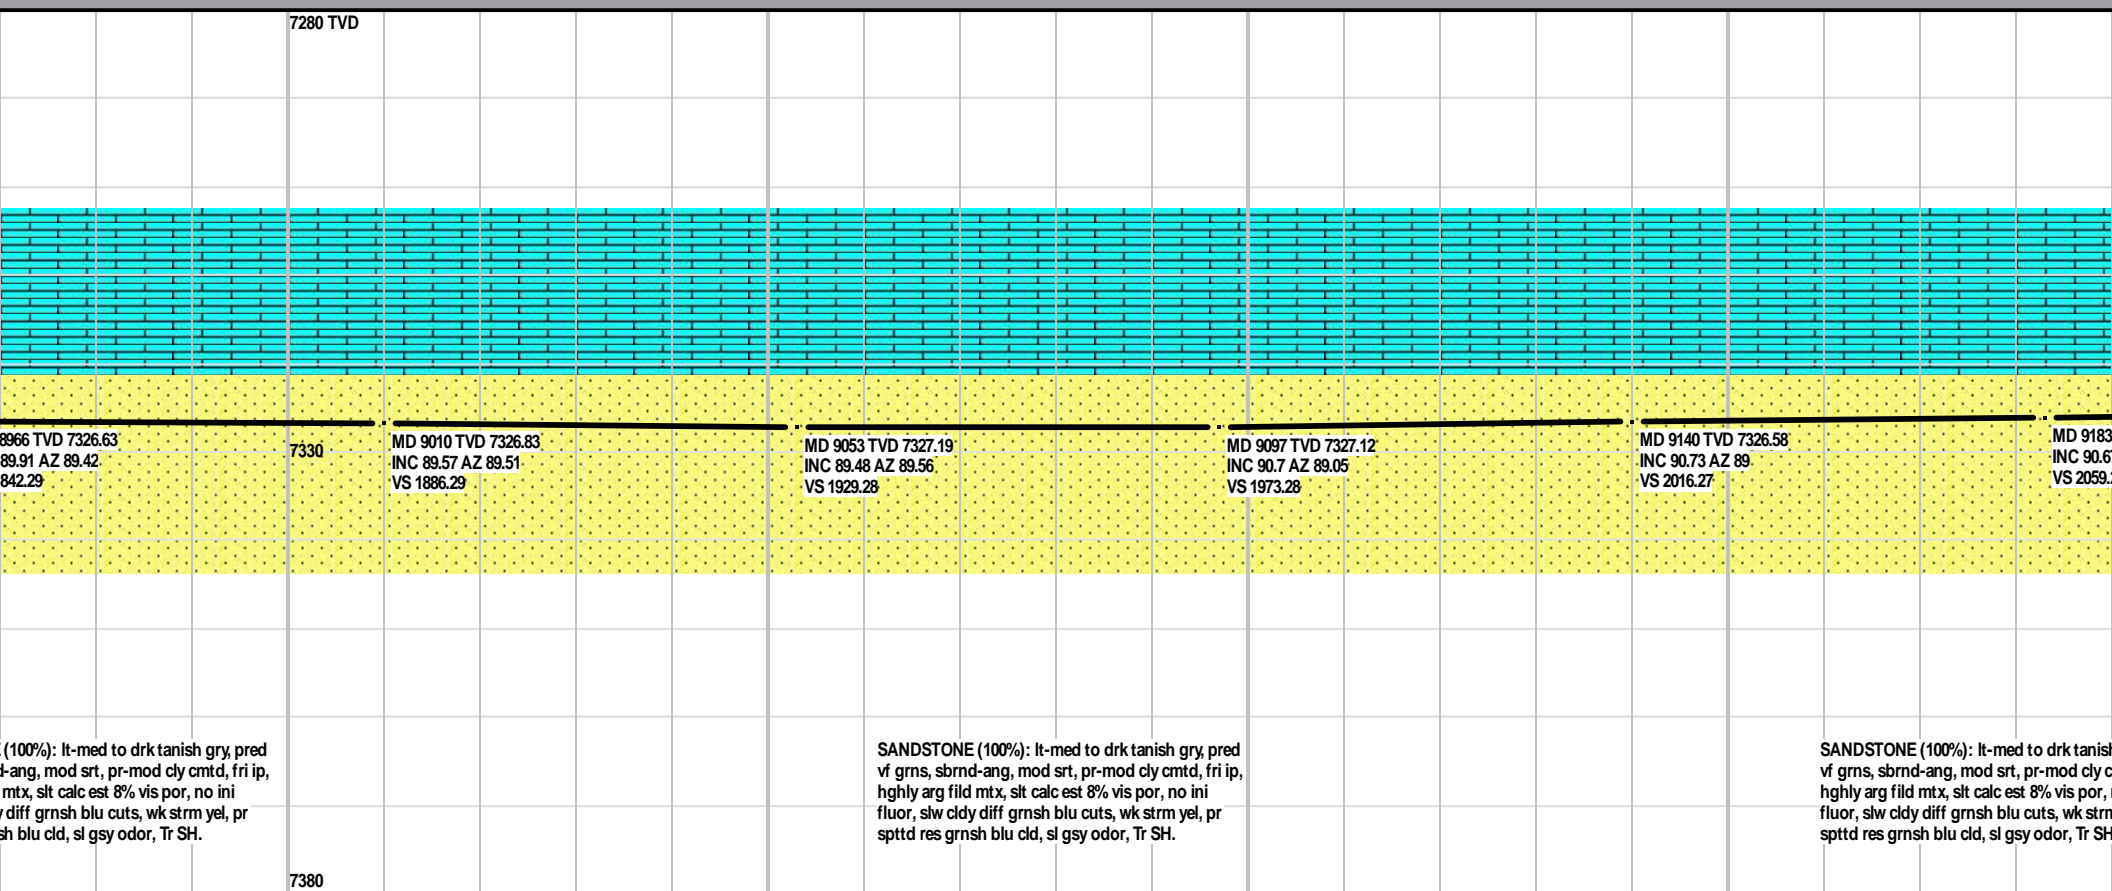 7280 TVD
8966 TVD 7326.63
89.91 AZ 89.42
842.29
7330
MD 9010 TVD 7326.83
INC 89.57 AZ 89.51
VS 1886.29
MD 9053 TVD 7327.19
INC 89.48 AZ 89.56
VS 1929.28
MD 9097 TVD 7327.12
INC 90.7 AZ 89.05
VS 1973.28
MD 9140 TVD 7326.58
INC 90.73 AZ 89
VS 2016.27
MD 9183
INC 90.67
VS 2059.
(100%): lt-med to drk tanish gry, pred
d-ang, mod srt, pr-mod cly cmtd, fri ip,
mtx, slt calc est 8% vis por, no ini
diff grnsh blu cuts, wk strm yel, pr
sh blu cld, sl gsy odor, Tr SH.
SANDSTONE (100%): lt-med to drk tanish gry, pred
vf grns, sbrnd-ang, mod srt, pr-mod cly cmtd, fri ip,
hghly arg fild mtx, slt calc est 8% vis por, no ini
fluor, slw cldy diff grnsh blu cuts, wk strm yel, pr
spttd res grnsh blu cld, sl gsy odor, Tr SH.
SANDSTONE (100%): lt-med to drk tanish
vf grns, sbrnd-ang, mod srt, pr-mod cly c
hghly arg fild mtx, slt calc est 8% vis por,
fluor, slw cldy diff grnsh blu cuts, wk strm
spttd res grnsh blu cld, sl gsy odor, Tr SH
7380